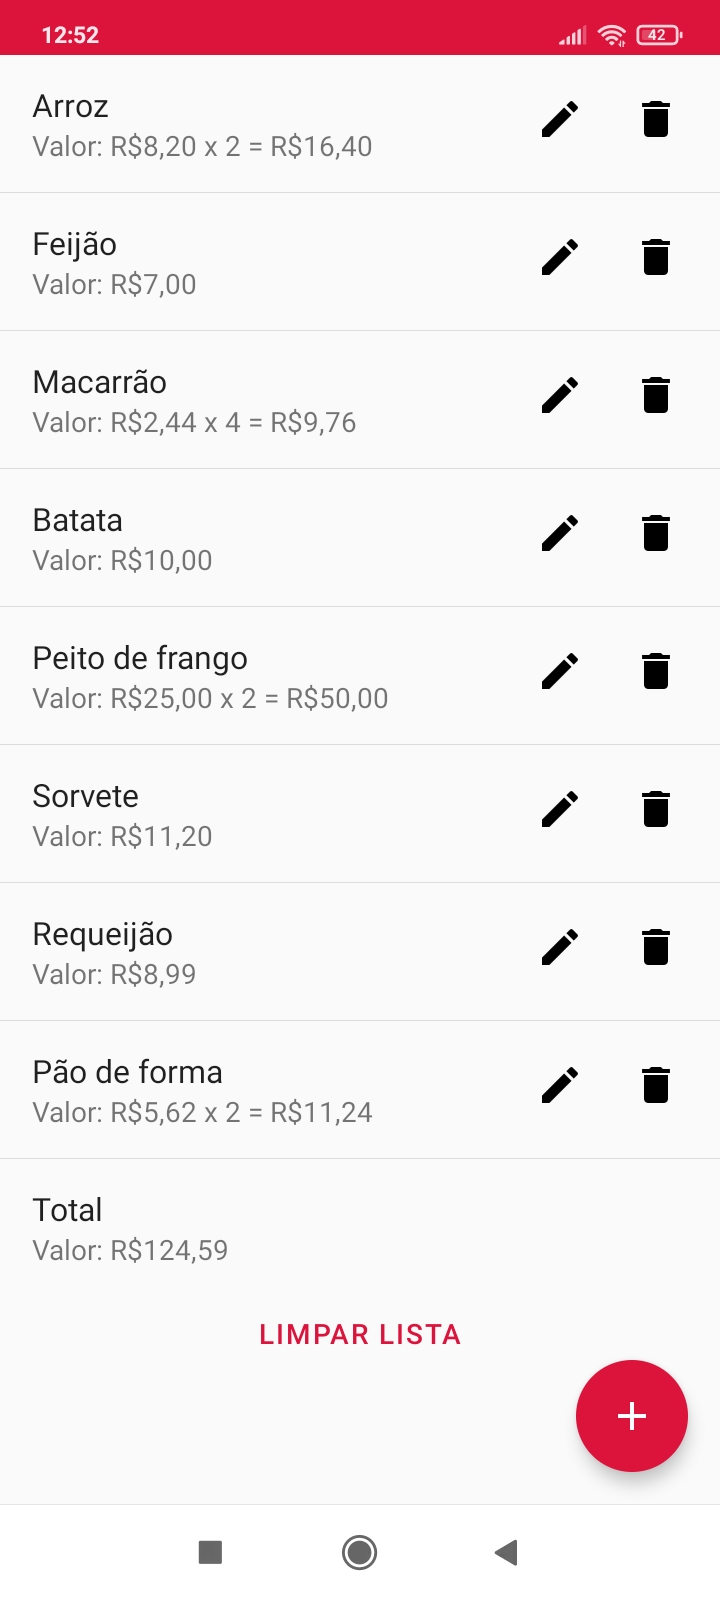 12:52
42
Arroz
Valor: R$8,20 x 2 = R$16,40
Feijão
Valor: R$7,00
Macarrão
Valor: R$2,44 x 4 = R$9,76
Batata
Valor: R$10,00
Peito de frango
Valor: R$25,00 x 2 = R$50,00
Sorvete
Valor: R$11,20
Requeijão
Valor: R$8,99
Pão de forma
Valor: R$5,62 x 2 = R$11,24
Total
Valor: R$124,59
LIMPAR LISTA